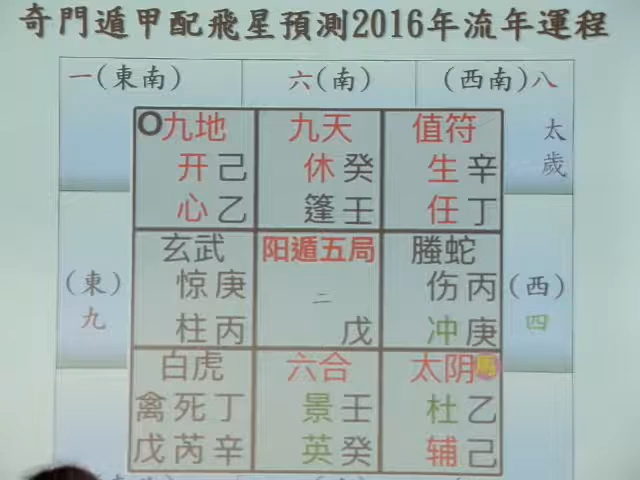 奇門遁甲配飛星預測2016年流年運程
一(東南) 六(南) (西南)八
九地 九天 值符 太
开己 休癸 生辛 歲
心乙 篷壬 任丁
玄武 阳遁五局 螣蛇
(東) 惊庚 二 伤丙 (西)
九 柱丙 戊 冲庚 四
白虎 六合 太阴
禽死丁 景壬 杜乙
戊芮辛 英癸 辅己